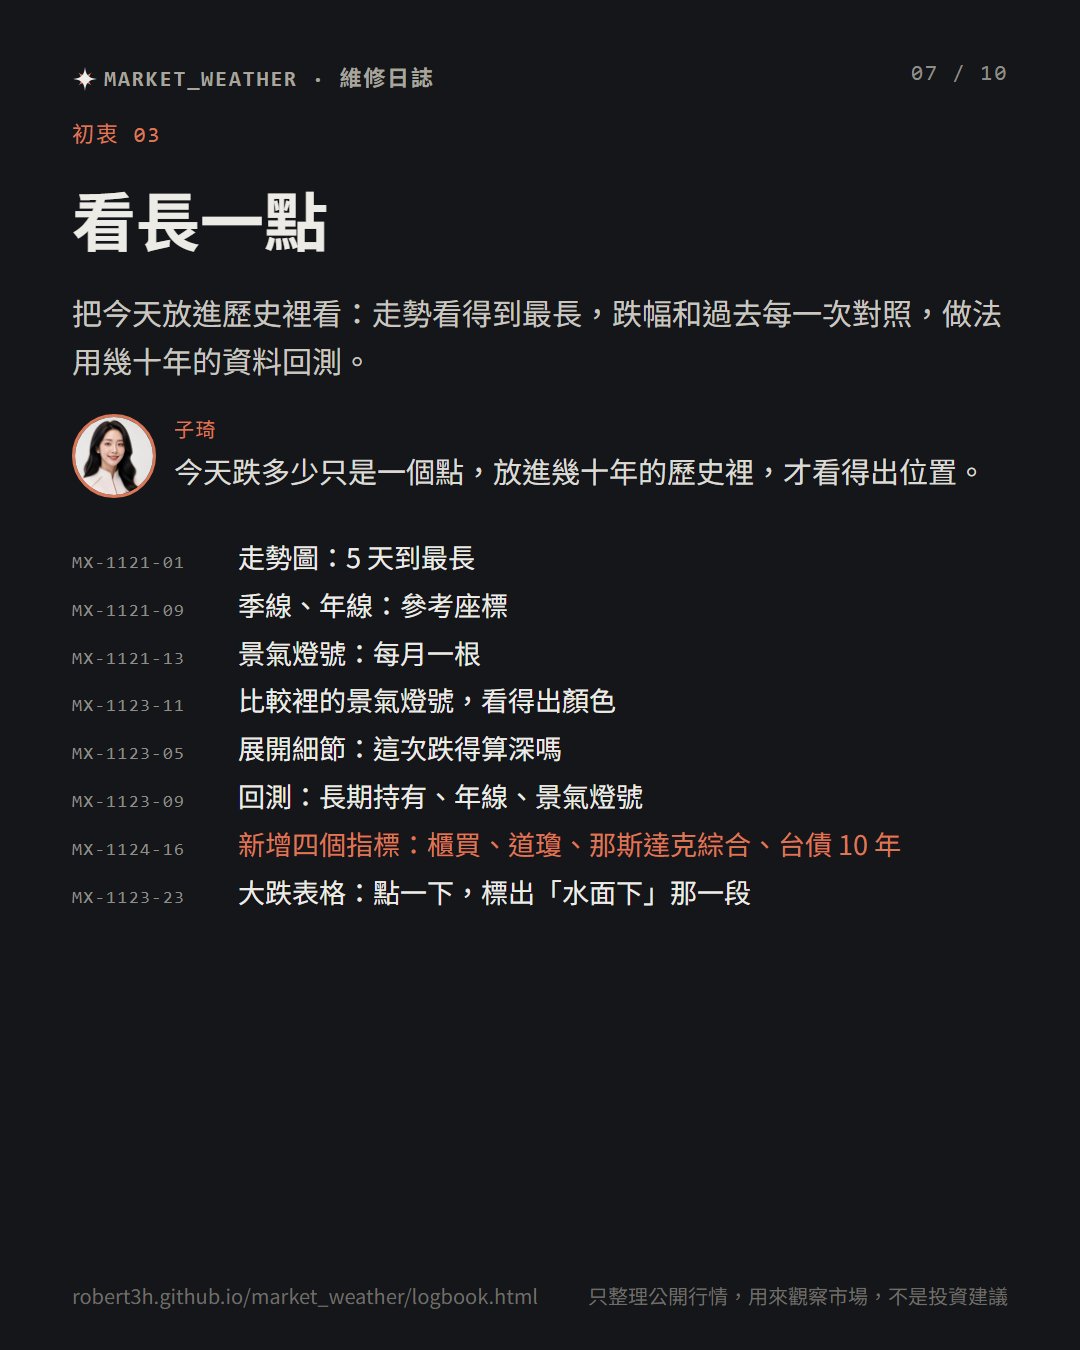 MARKET_WEATHER · 維修日誌
07 / 10
初衷 03
看長一點
把今天放進歷史裡看：走勢看得到最長，跌幅和過去每一次對照，做法
用幾十年的資料回測。
子琦
今天跌多少只是一個點，放進幾十年的歷史裡，才看得出位置。
MX-1121-01 走勢圖：5 天到最長
MX-1121-09 季線、年線：參考座標
MX-1121-13 景氣燈號：每月一根
MX-1123-11 比較裡的景氣燈號，看得出顏色
MX-1123-05 展開細節：這次跌得算深嗎
MX-1123-09 回測：長期持有、年線、景氣燈號
MX-1124-16 新增四個指標：櫃買、道瓊、那斯達克綜合、台債 10 年
MX-1123-23 大跌表格：點一下，標出「水面下」那一段
robert3h.github.io/market_weather/logbook.html
只整理公開行情，用來觀察市場，不是投資建議